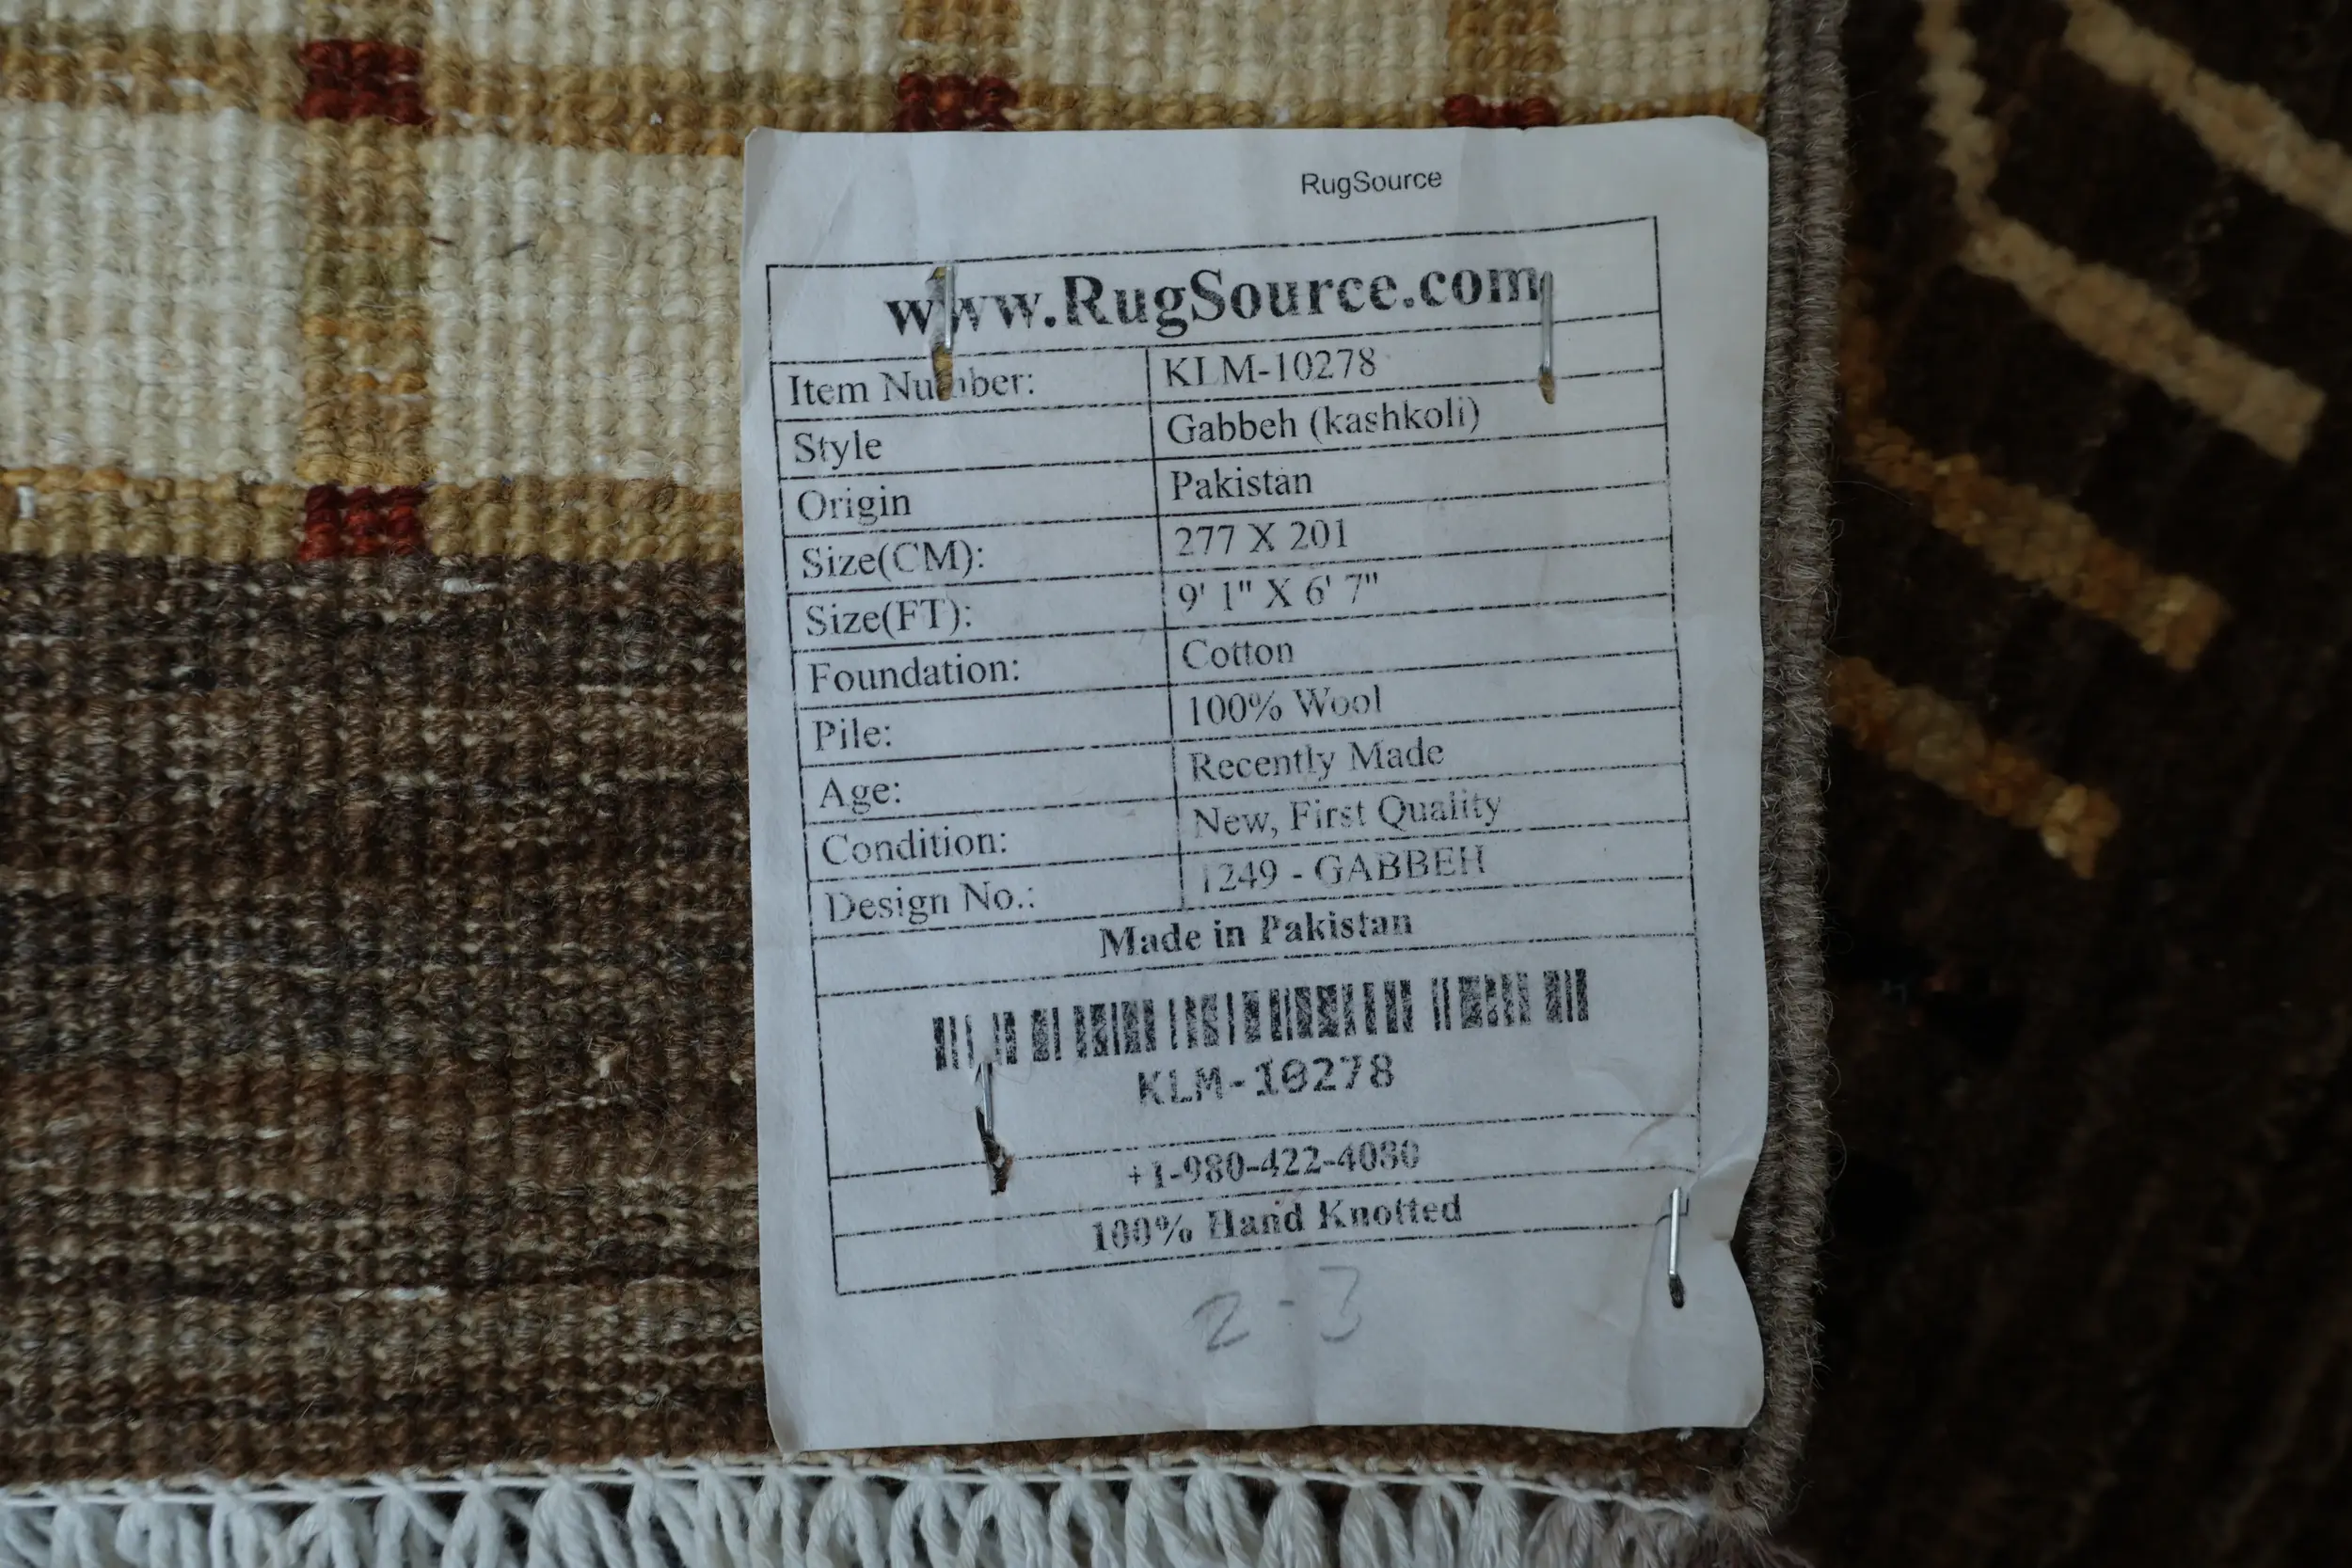 RugSource
www.RugSource.com
Item Number: KLM-10278
Style Gabbeh (kashkoli)
Origin Pakistan
Size(CM): 277 X 201
Size(FT): 9' 1" X 6' 7"
Foundation: Cotton
Pile: 100% Wool
Age: Recently Made
Condition: New, First Quality
Design No.: 1249 - GABBEH
Made in Pakistan
KLM-10278
+1-980-422-4080
100% Hand Knotted
2-3